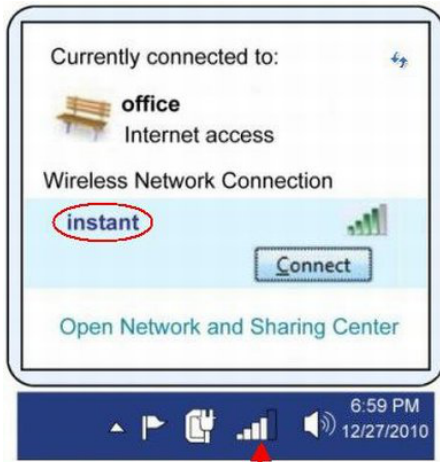 Currently connected to:
office
Internet access
Wireless Network Connection
instant
Connect
Open Network and Sharing Center
6:59 PM
12/27/2010